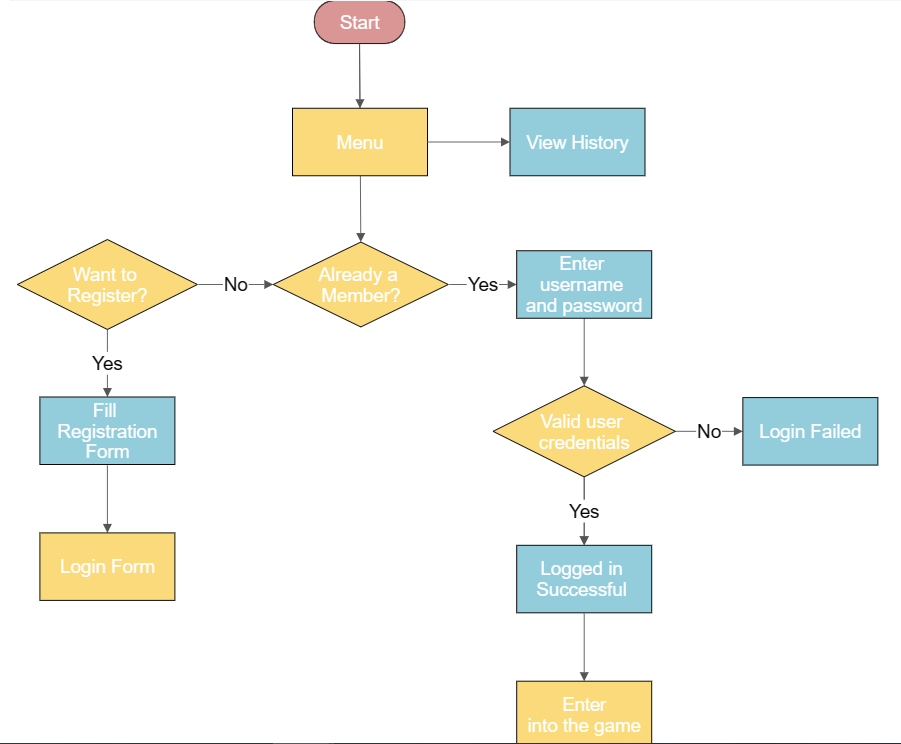 Start
Menu
View History
Want to
Register?
No
Already a
Member?
Yes
Enter
username
and password
Yes
Fill
Registration
Form
Valid user
credentials
No
Login Failed
Yes
Login Form
Logged in
Successful
Enter
into the game